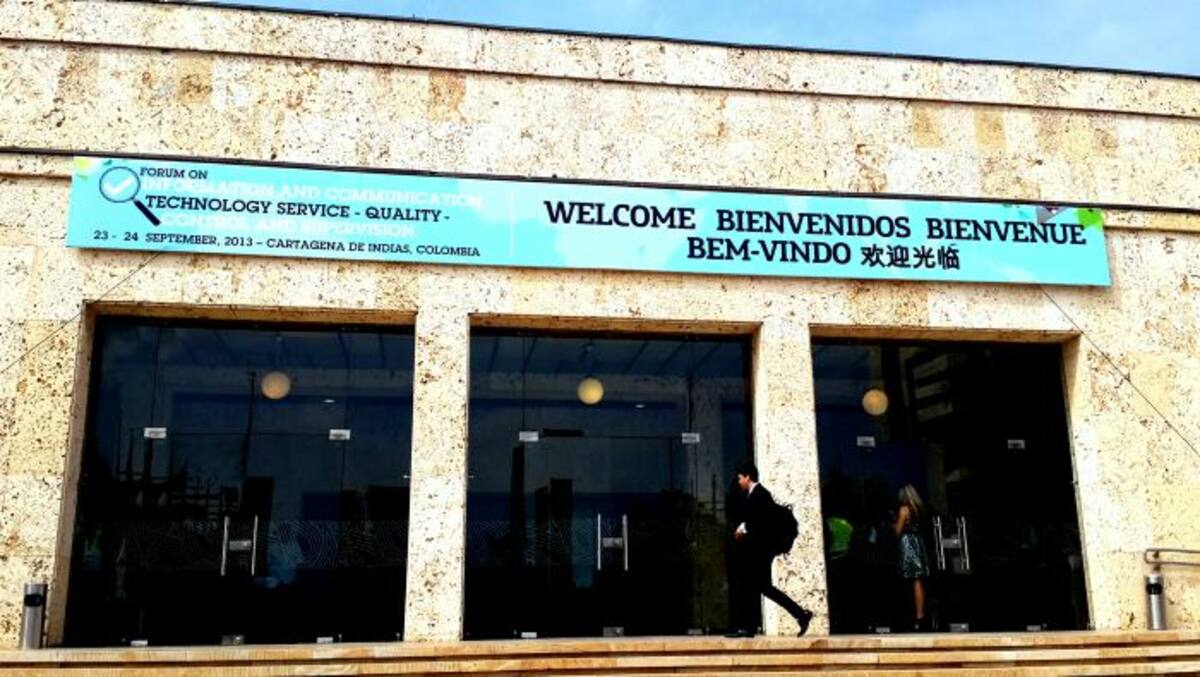 FORUM ON
INFORMATION AND COMMUNICATION
TECHNOLOGY SERVICE - QUALITY -
CONTROL AND SUPERVISION
23 - 24 SEPTEMBER, 2013 – CARTAGENA DE INDIAS, COLOMBIA
WELCOME BIENVENIDOS BIENVENUE
BEM-VINDO 欢迎光临